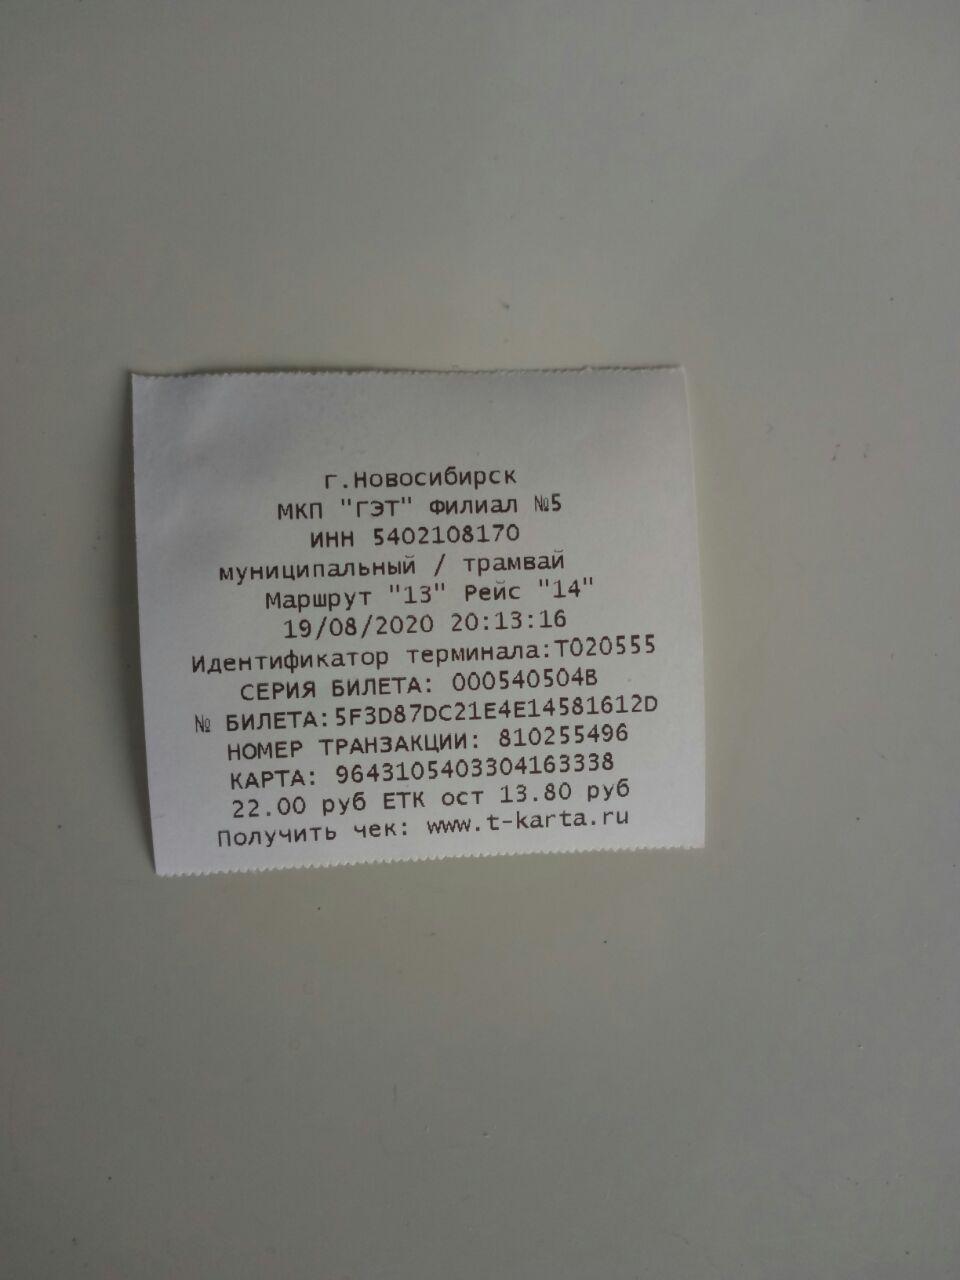 г.Новосибирск
МКП "ГЭТ" Филиал №5
ИНН 5402108170
муниципальный / трамвай
Маршрут "13" Рейс "14"
19/08/2020 20:13:16
Идентификатор терминала:T020555
СЕРИЯ БИЛЕТА: 000540504B
№ БИЛЕТА:5F3D87DC21E4E14581612D
НОМЕР ТРАНЗАКЦИИ: 810255496
КАРТА: 9643105403304163338
22.00 руб ЕТК ост 13.80 руб
Получить чек: www.t-karta.ru